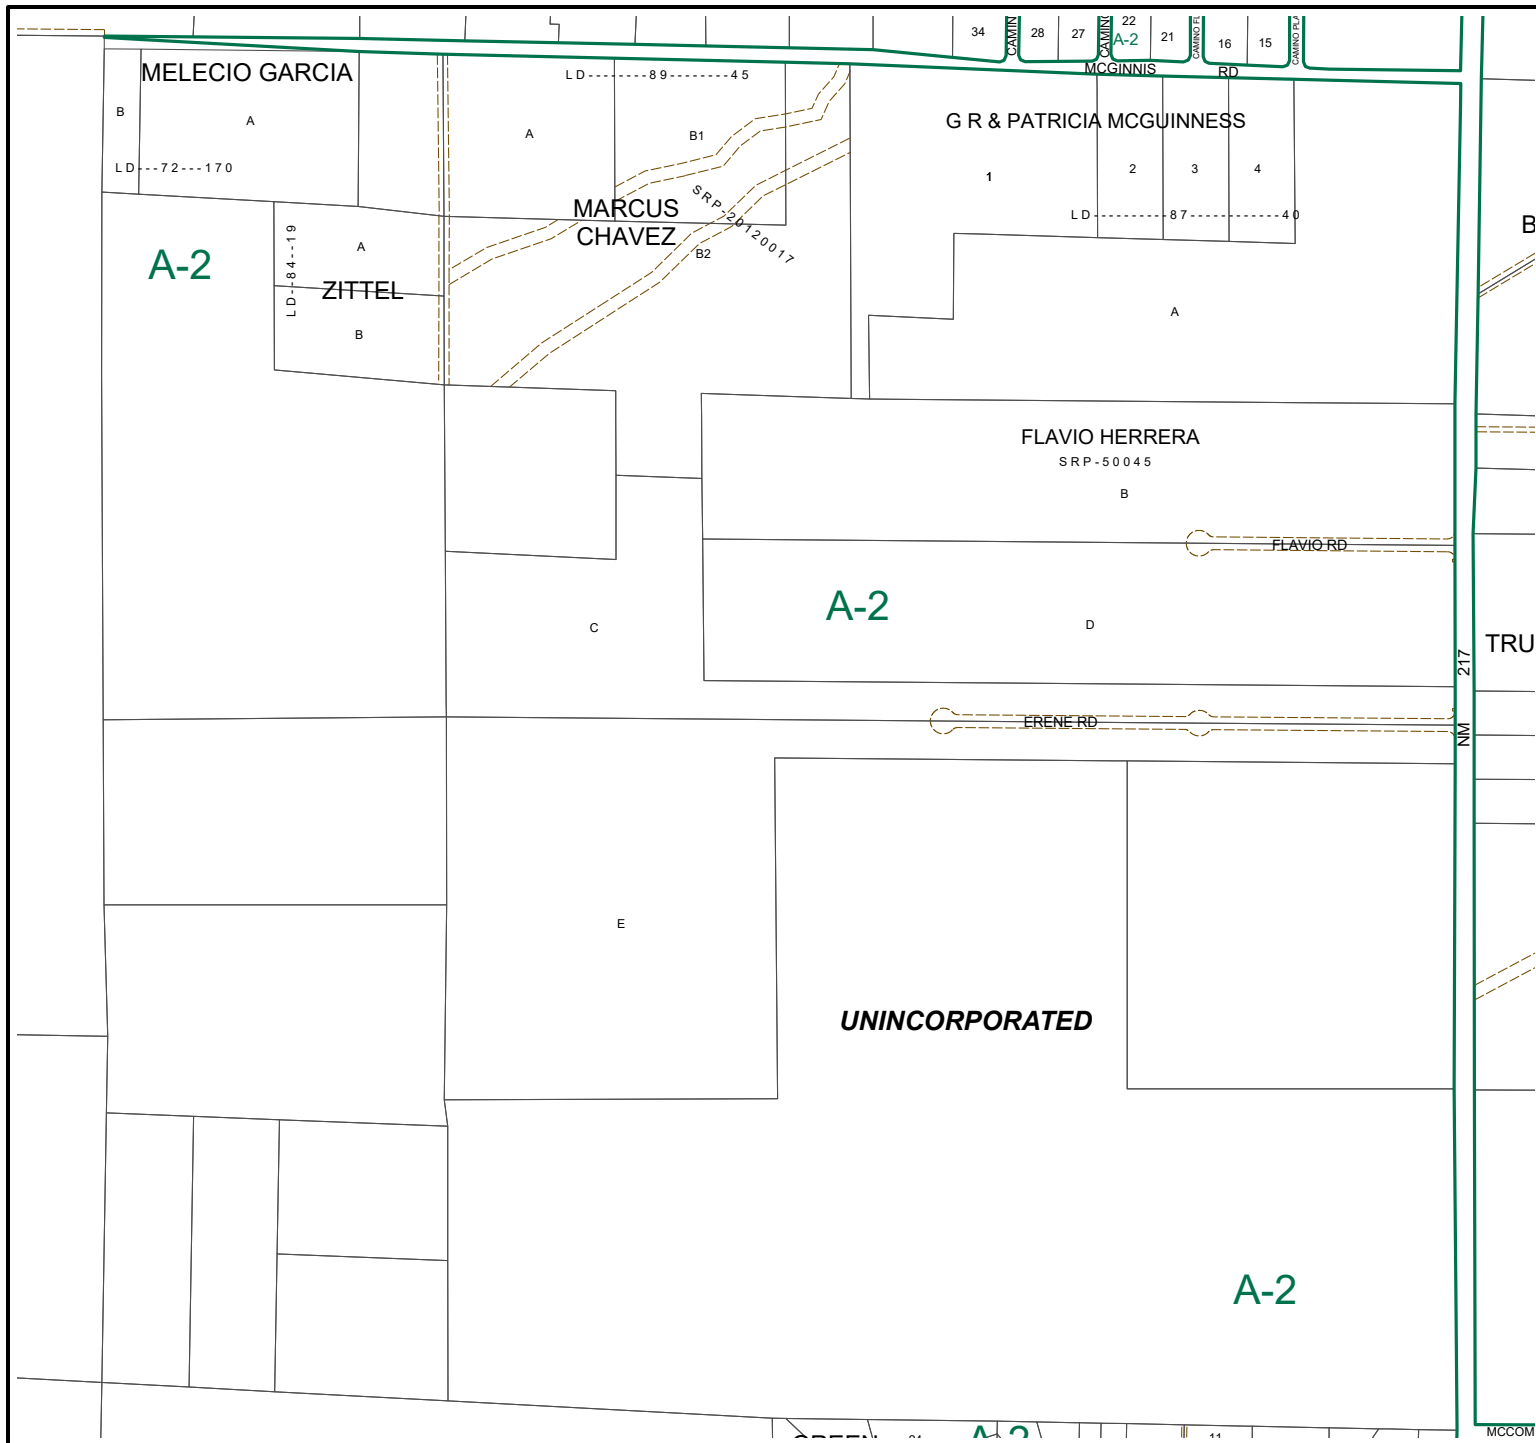 34
28
27
22
21
16
15
A-2
MCGINNIS RD
MELECIO GARCIA
B
A
LD---72---170
LD-------89-------45
A
B1
MARCUS
CHAVEZ
SRP-20120017
B2
G R & PATRICIA MCGUINNESS
1
2
3
4
LD---------87----------40
A
A-2
LD--84--19
A
ZITTEL
B
FLAVIO HERRERA
SRP-50045
B
FLAVIO RD
A-2
C
D
217
NM
ERENE RD
E
UNINCORPORATED
A-2
A-2
11